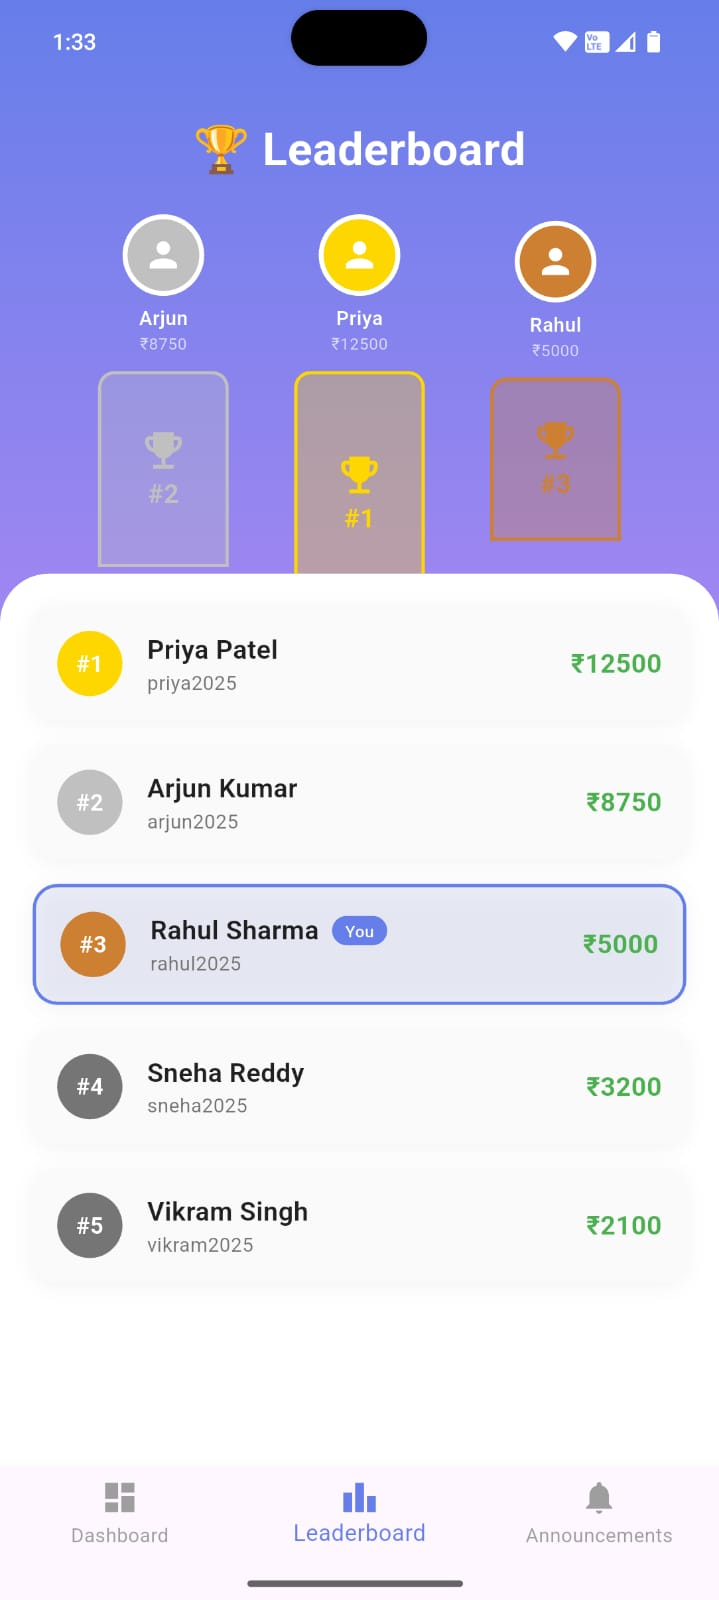 1:33
Vo LTE
🏆 Leaderboard
Arjun
₹8750
Priya
₹12500
Rahul
₹5000
#2
#1
#3
#1
Priya Patel
priya2025
₹12500
#2
Arjun Kumar
arjun2025
₹8750
#3
Rahul Sharma You
rahul2025
₹5000
#4
Sneha Reddy
sneha2025
₹3200
#5
Vikram Singh
vikram2025
₹2100
Dashboard
Leaderboard
Announcements